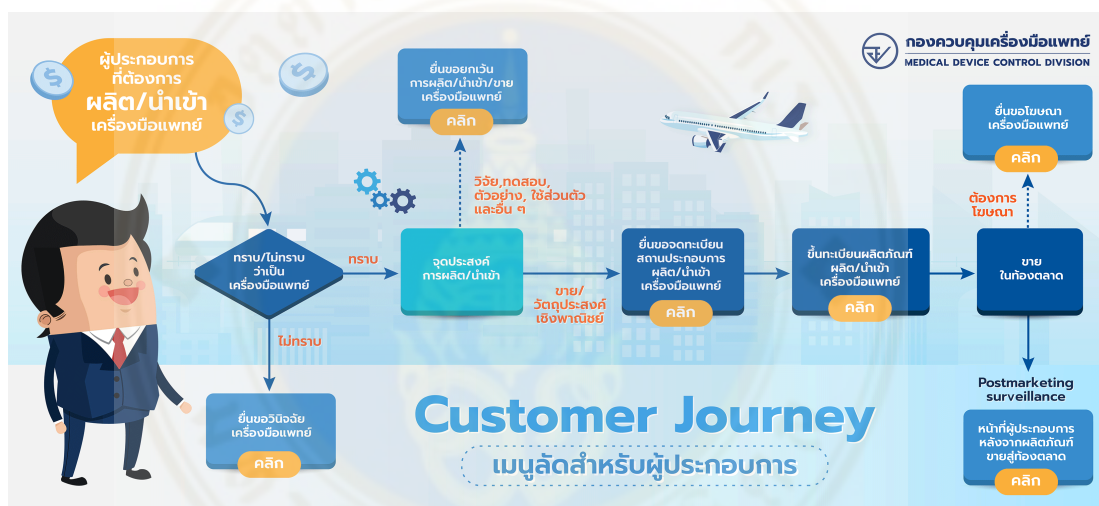 ผู้ประกอบการ
ที่ต้องการ
ผลิต/นำเข้า
เครื่องมือแพทย์
ยื่นขอยกเว้น
การผลิต/นำเข้า/ขาย
เครื่องมือแพทย์
คลิก
กองควบคุมเครื่องมือแพทย์
MEDICAL DEVICE CONTROL DIVISION
ยื่นขอโฆษณา
เครื่องมือแพทย์
คลิก
วิจัย,ทดสอบ,
ตัวอย่าง, ใช้ส่วนตัว
และอื่น ๆ
ต้องการ
โฆษณา
ทราบ/ไม่ทราบ
ว่าเป็น
เครื่องมือแพทย์
ทราบ
จุดประสงค์
การผลิต/นำเข้า
ขาย/
วัตถุประสงค์
เชิงพาณิชย์
ยื่นขอจดทะเบียน
สถานประกอบการ
ผลิต/นำเข้า
เครื่องมือแพทย์
คลิก
ขึ้นทะเบียนผลิตภัณฑ์
ผลิต/นำเข้า
เครื่องมือแพทย์
คลิก
ขาย
ในท้องตลาด
ไม่ทราบ
ยื่นขอวินิจฉัย
เครื่องมือแพทย์
คลิก
Customer Journey
เมนูลัดสำหรับผู้ประกอบการ
Postmarketing
surveillance
หน้าที่ผู้ประกอบการ
หลังจากผลิตภัณฑ์
ขายสู่ท้องตลาด
คลิก